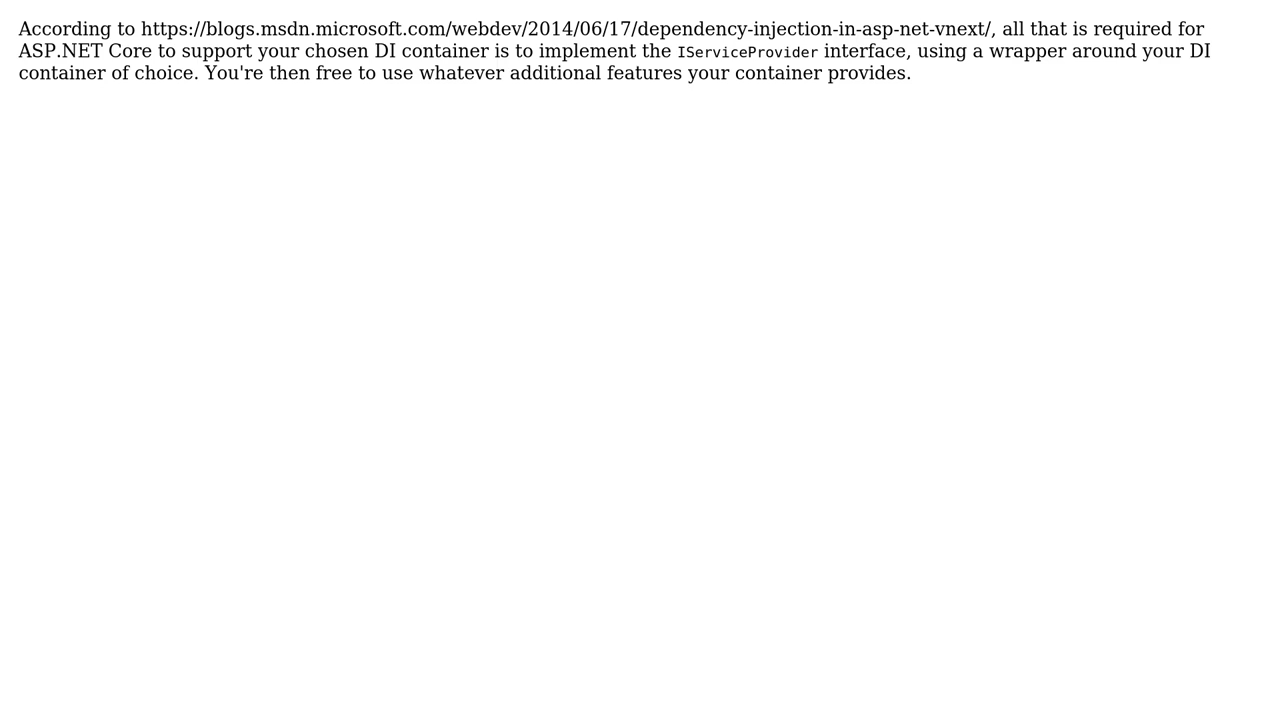 According to https://blogs.msdn.microsoft.com/webdev/2014/06/17/dependency-injection-in-asp-net-vnext/, all that is required for
ASP.NET Core to support your chosen DI container is to implement the IServiceProvider interface, using a wrapper around your DI
container of choice. You're then free to use whatever additional features your container provides.